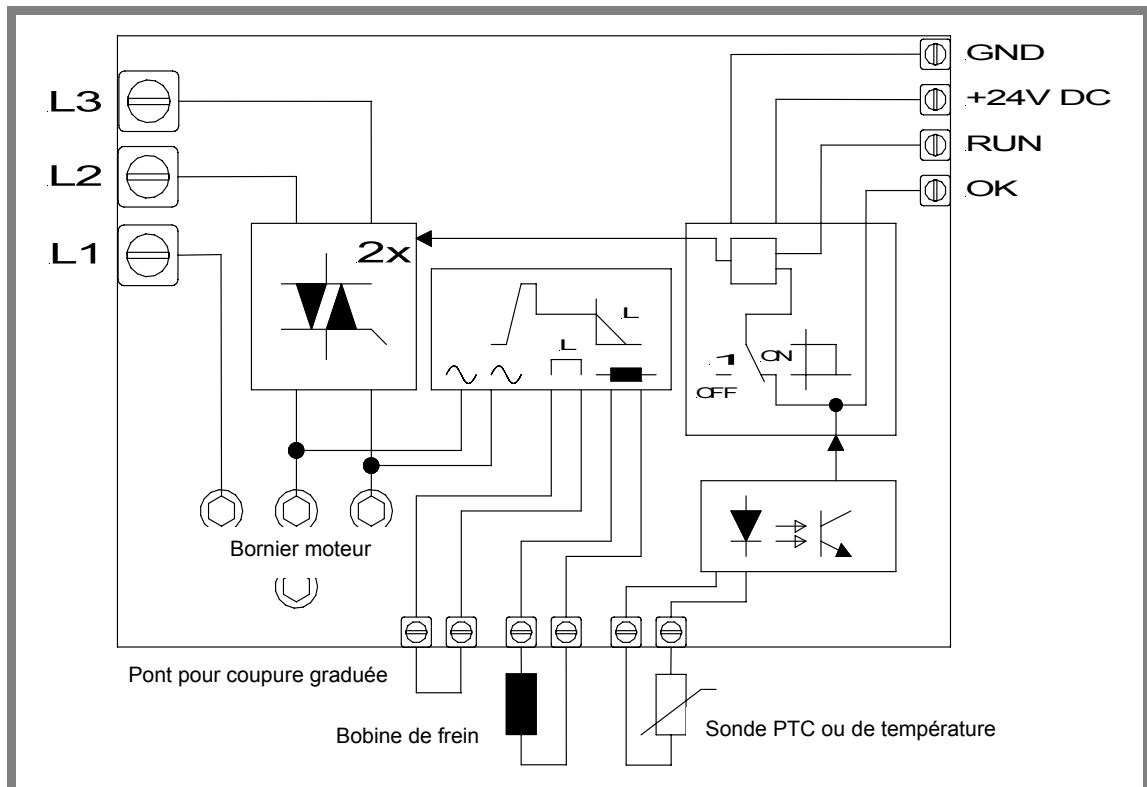 GND
+24V DC
RUN
OK
L3
L2
L1
2x
L
L
ON
1
OFF
Bornier moteur
Pont pour coupure graduée
Bobine de frein
Sonde PTC ou de température